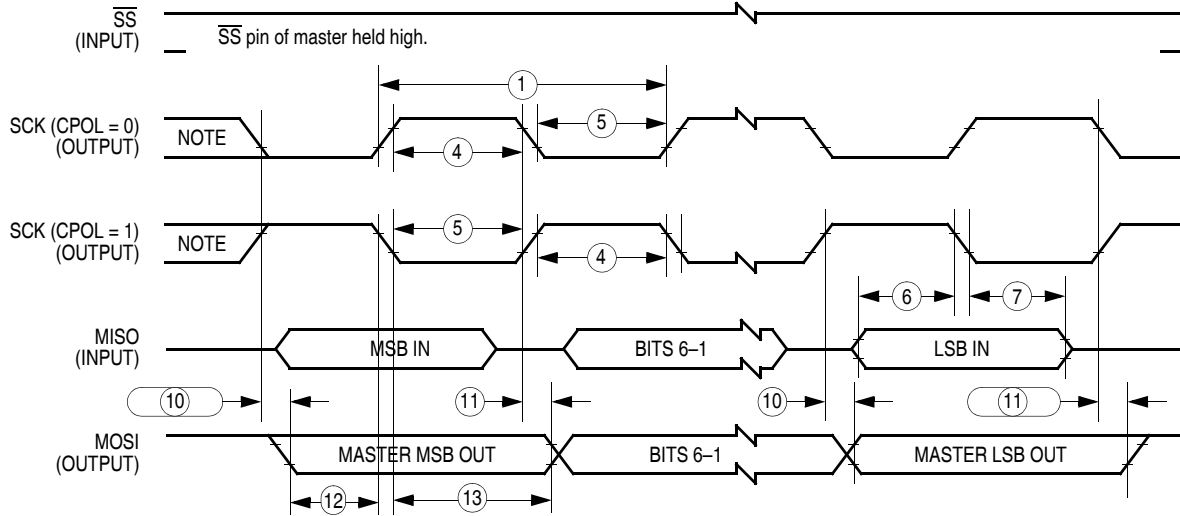 SS
(INPUT)
SS pin of master held high.
1
SCK (CPOL = 0)
(OUTPUT)
NOTE
5
4
SCK (CPOL = 1)
(OUTPUT)
NOTE
5
4
6
7
MISO
(INPUT)
MSB IN
BITS 6–1
LSB IN
10
11
10
11
MOSI
(OUTPUT)
MASTER MSB OUT
BITS 6–1
MASTER LSB OUT
12
13